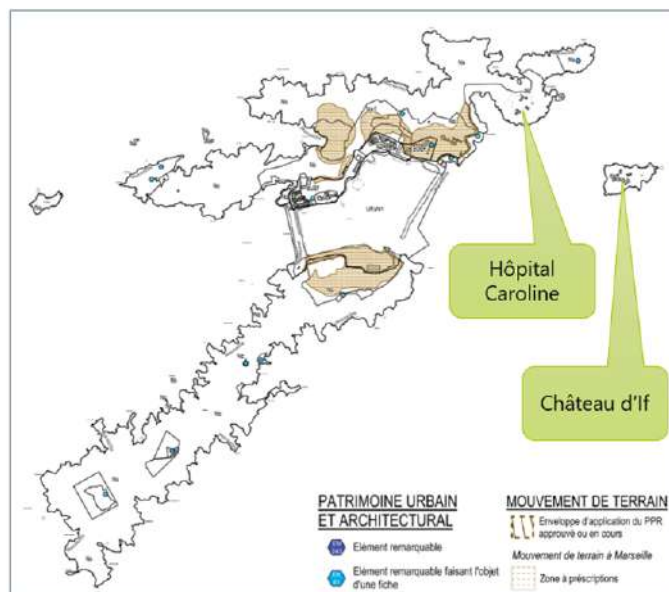 Hôpital
Caroline
Château d'If
PATRIMOINE URBAIN
ET ARCHITECTURAL
Elément remarquable
Elément remarquable faisant l'objet
d'une fiche
MOUVEMENT DE TERRAIN
Enveloppe d'application du PPR
approuvé ou en cours
Mouvement de terrain à Marseille
Zone à préscriptions